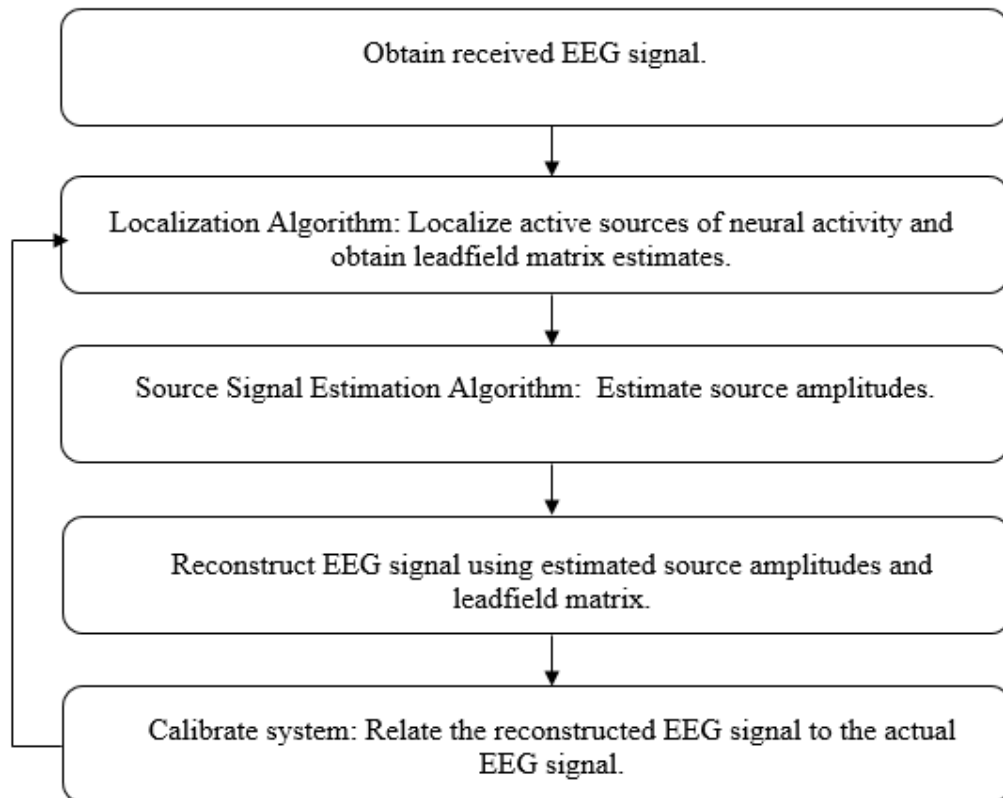 Obtain received EEG signal.
Localization Algorithm: Localize active sources of neural activity and
obtain leadfield matrix estimates.
Source Signal Estimation Algorithm:  Estimate source amplitudes.
Reconstruct EEG signal using estimated source amplitudes and
leadfield matrix.
Calibrate system: Relate the reconstructed EEG signal to the actual
EEG signal.